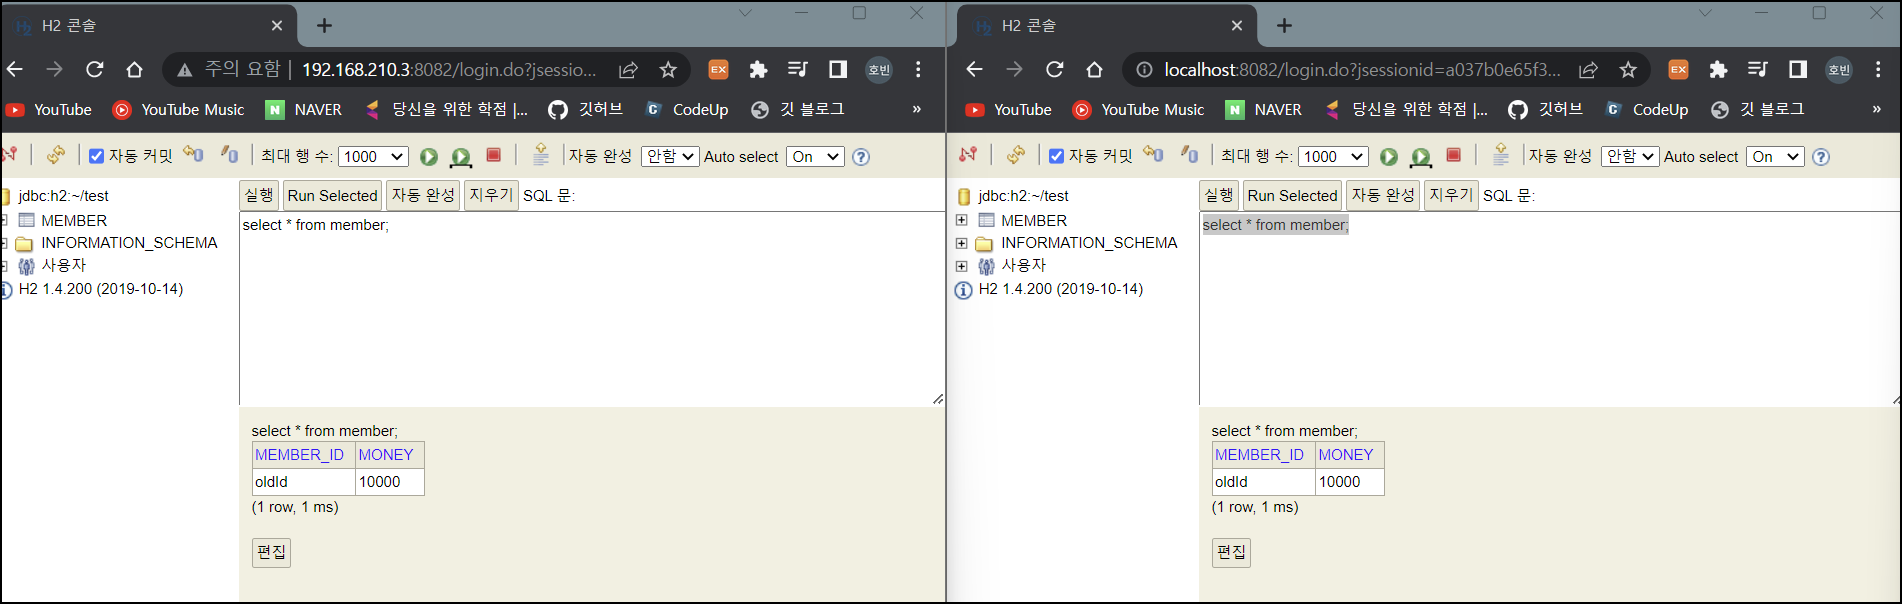 H2 콘솔
주의 요함 | 192.168.210.3:8082/login.do?jsessio...
EX 호빈
YouTube YouTube Music N NAVER 당신을 위한 학점 |... 깃허브 C CodeUp 깃 블로그 »
자동 커밋 최대 행 수: 1000 자동 완성 안함 Auto select On ?
jdbc:h2:~/test
MEMBER
INFORMATION_SCHEMA
사용자
H2 1.4.200 (2019-10-14)
실행 Run Selected 자동 완성 지우기 SQL 문:
select * from member;
select * from member;
MEMBER_ID MONEY
oldId 10000
(1 row, 1 ms)
편집
H2 콘솔
localhost:8082/login.do?jsessionid=a037b0e65f3...
EX 호빈
YouTube YouTube Music N NAVER 당신을 위한 학점 |... 깃허브 C CodeUp 깃 블로그 »
자동 커밋 최대 행 수: 1000 자동 완성 안함 Auto select On ?
jdbc:h2:~/test
MEMBER
INFORMATION_SCHEMA
사용자
H2 1.4.200 (2019-10-14)
실행 Run Selected 자동 완성 지우기 SQL 문:
select * from member;
select * from member;
MEMBER_ID MONEY
oldId 10000
(1 row, 1 ms)
편집